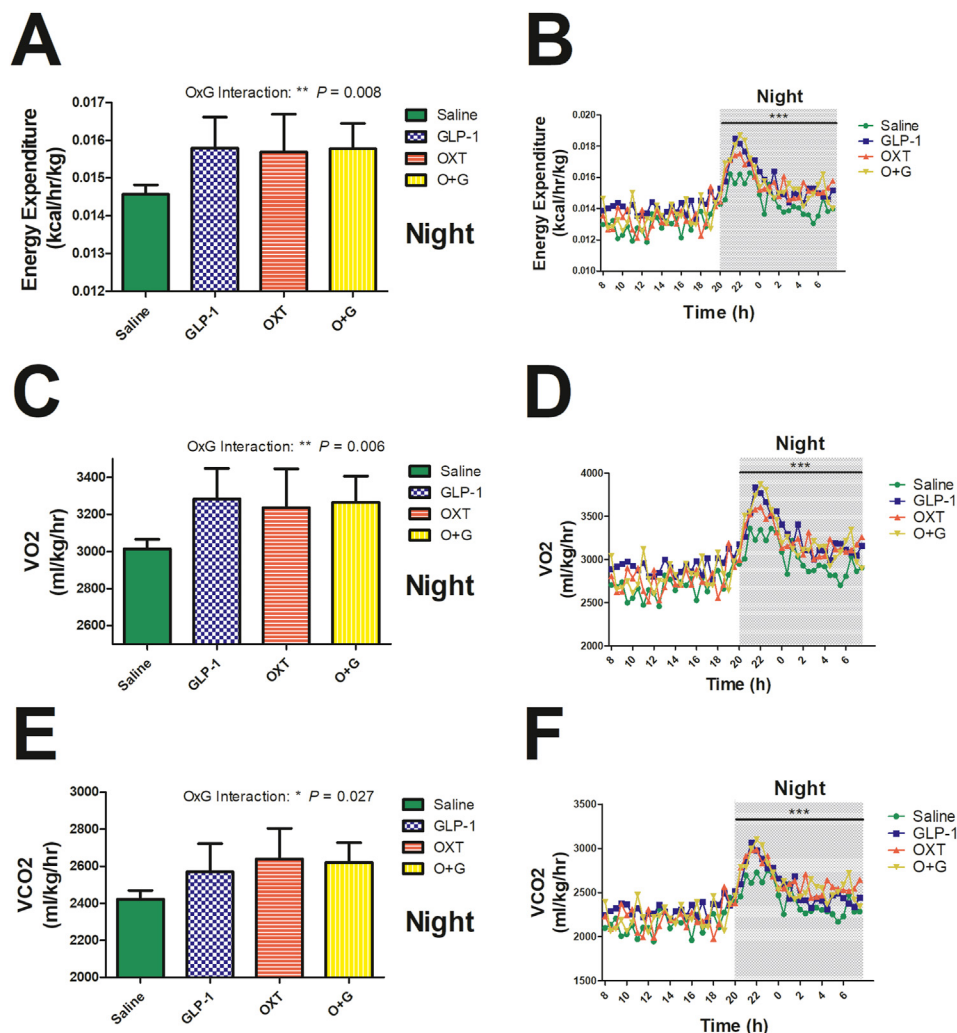 A
OxG Interaction: ** P = 0.008
Energy Expenditure
(kcal/hr/kg)
0.017
0.016
0.015
0.014
0.013
0.012
Saline
GLP-1
OXT
O+G
Saline
GLP-1
OXT
O+G
Night
B
Night
***
Energy Expenditure
(kcal/hr/kg)
0.020
0.018
0.016
0.014
0.012
0.010
8 10 12 14 16 18 20 22 0 2 4 6
Time (h)
Saline
GLP-1
OXT
O+G
C
OxG Interaction: ** P = 0.006
VO2
(ml/kg/hr)
3400
3200
3000
2800
2600
Saline
GLP-1
OXT
O+G
Saline
GLP-1
OXT
O+G
Night
D
Night
***
VO2
(ml/kg/hr)
4000
3500
3000
2500
2000
8 10 12 14 16 18 20 22 0 2 4 6
Time (h)
Saline
GLP-1
OXT
O+G
E
OxG Interaction: * P = 0.027
VCO2
(ml/kg/hr)
3000
2800
2600
2400
2200
2000
Saline
GLP-1
OXT
O+G
Saline
GLP-1
OXT
O+G
Night
F
Night
***
VCO2
(ml/kg/hr)
3500
3000
2500
2000
1500
8 10 12 14 16 18 20 22 0 2 4 6
Time (h)
Saline
GLP-1
OXT
O+G